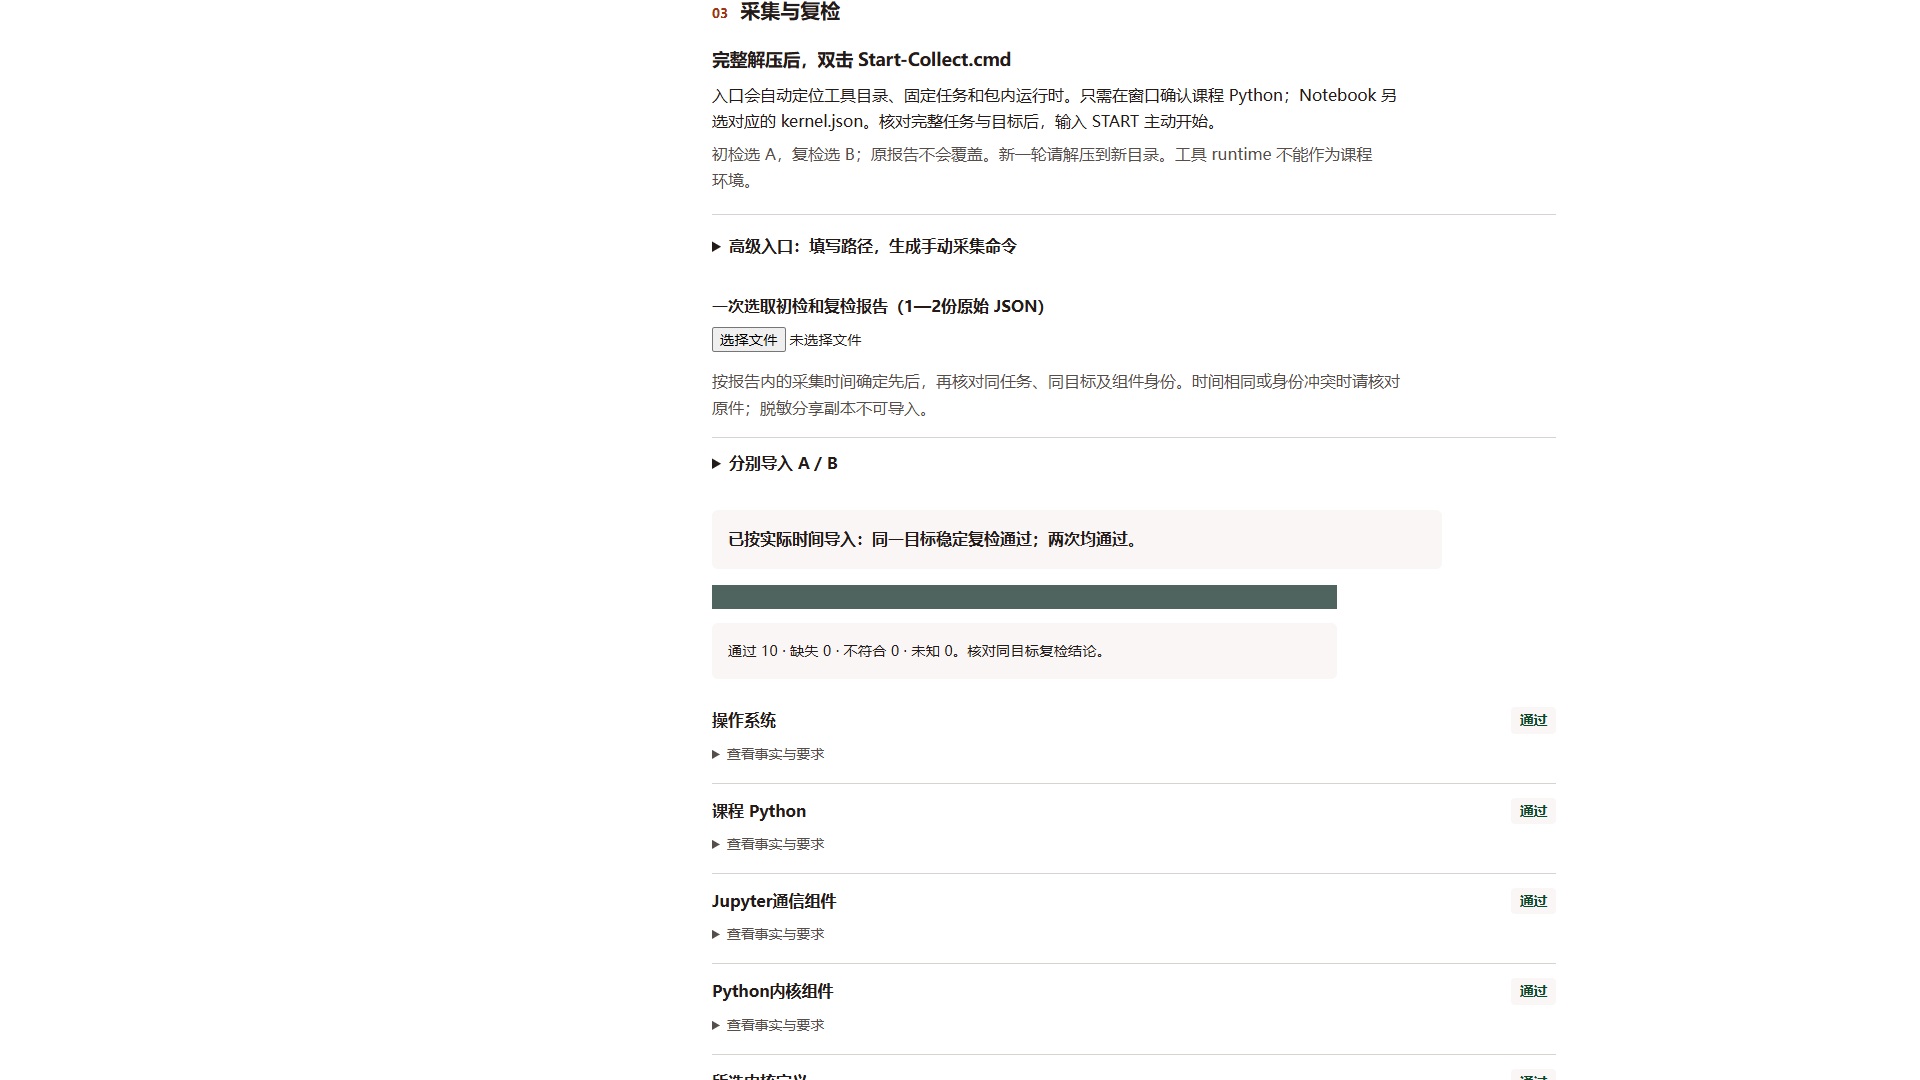 03 采集与复检
完整解压后，双击 Start-Collect.cmd
入口会自动定位工具目录、固定任务和包内运行时。只需在窗口确认课程 Python；Notebook 另
选对应的 kernel.json。核对完整任务与目标后，输入 START 主动开始。
初检选 A，复检选 B；原报告不会覆盖。新一轮请解压到新目录。工具 runtime 不能作为课程
环境。
高级入口：填写路径，生成手动采集命令
一次选取初检和复检报告（1—2份原始 JSON）
选择文件 未选择文件
按报告内的采集时间确定先后，再核对同任务、同目标及组件身份。时间相同或身份冲突时请核对
原件；脱敏分享副本不可导入。
分别导入 A / B
已按实际时间导入：同一目标稳定复检通过；两次均通过。
通过 10 · 缺失 0 · 不符合 0 · 未知 0。核对同目标复检结论。
操作系统 通过
查看事实与要求
课程 Python 通过
查看事实与要求
Jupyter通信组件 通过
查看事实与要求
Python内核组件 通过
查看事实与要求